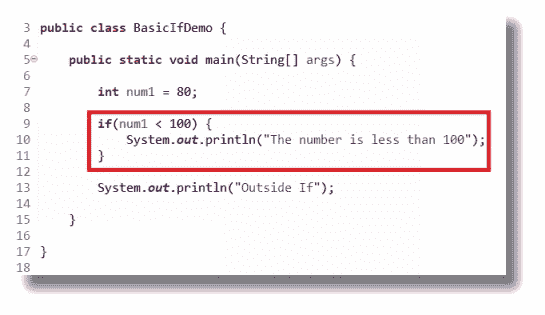 3 public class BasicIfDemo {
4
5 public static void main(String[] args) {
6
7 int num1 = 80;
8
9 if(num1 < 100) {
10 System.out.println("The number is less than 100");
11 }
12
13 System.out.println("Outside If");
14
15 }
16
17 }
18